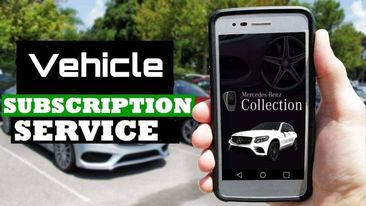 Vehicle
SUBSCRIPTION
SERVICE
Mercedes-Benz
Collection